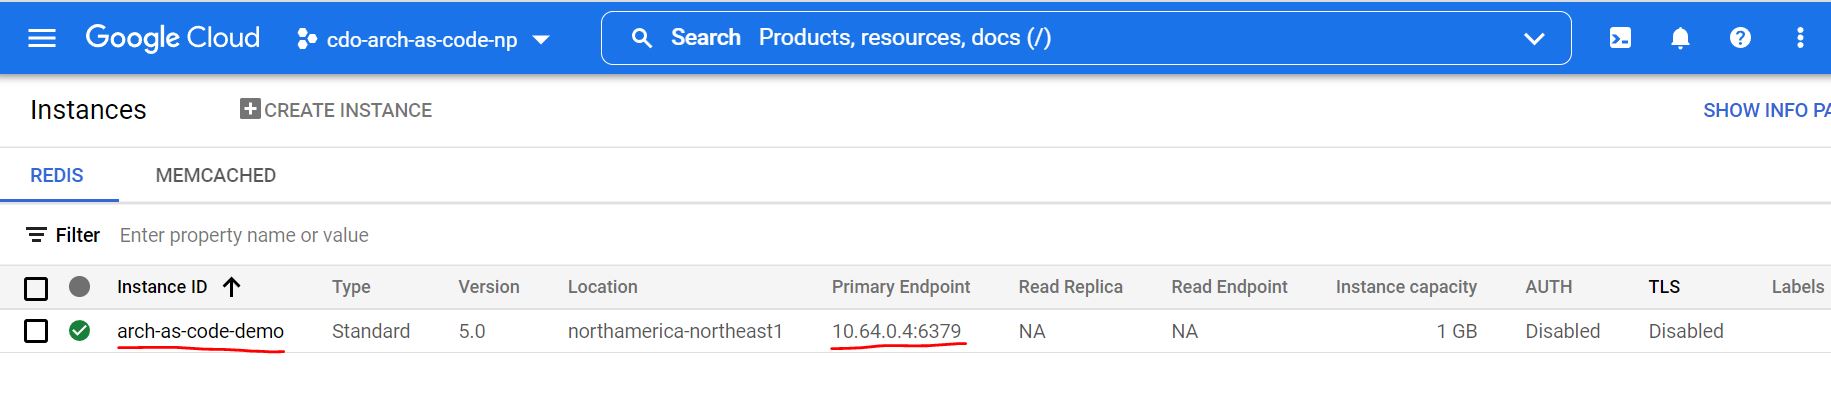 Google Cloud cdo-arch-as-code-np Search Products, resources, docs (/)
Instances CREATE INSTANCE SHOW INFO PA
REDIS MEMCACHED
Filter Enter property name or value
Instance ID Type Version Location Primary Endpoint Read Replica Read Endpoint Instance capacity AUTH TLS Labels
arch-as-code-demo Standard 5.0 northamerica-northeast1 10.64.0.4:6379 NA NA 1 GB Disabled Disabled